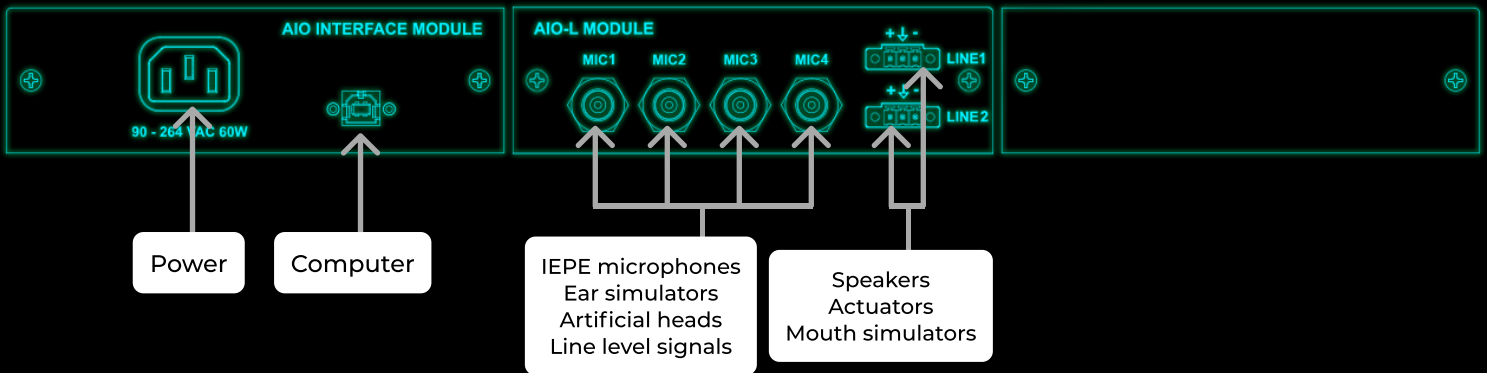 AIO INTERFACE MODULE
90 - 264 VAC 60W
AIO-L MODULE
MIC1 MIC2 MIC3 MIC4
+ -
LINE1
+ -
LINE2
Power
Computer
IEPE microphones
Ear simulators
Artificial heads
Line level signals
Speakers
Actuators
Mouth simulators